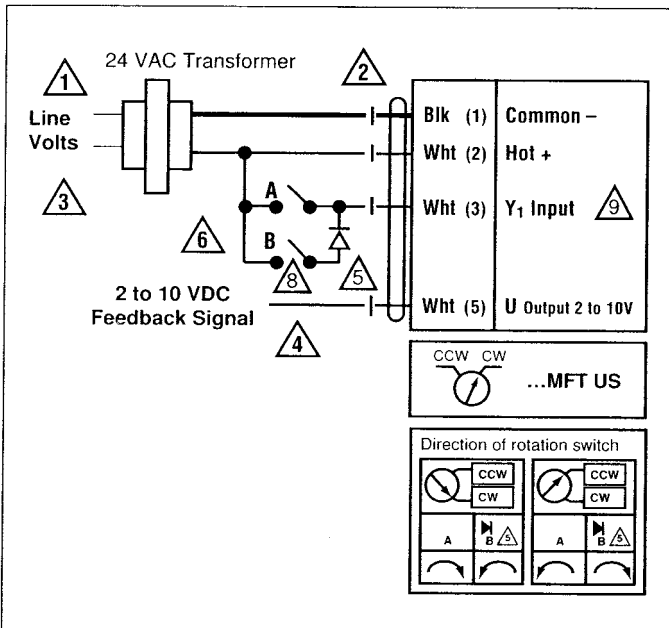 24 VAC Transformer
1
2
Line
Volts
3
Blk (1) Common –
Wht (2) Hot +
A
Wht (3) Y1 Input 9
6
B
8
5
2 to 10 VDC
Feedback Signal
Wht (5) U Output 2 to 10V
4
CCW CW
...MFT US
Direction of rotation switch
CCW
CW
CCW
CW
A
B 5
A
B 5